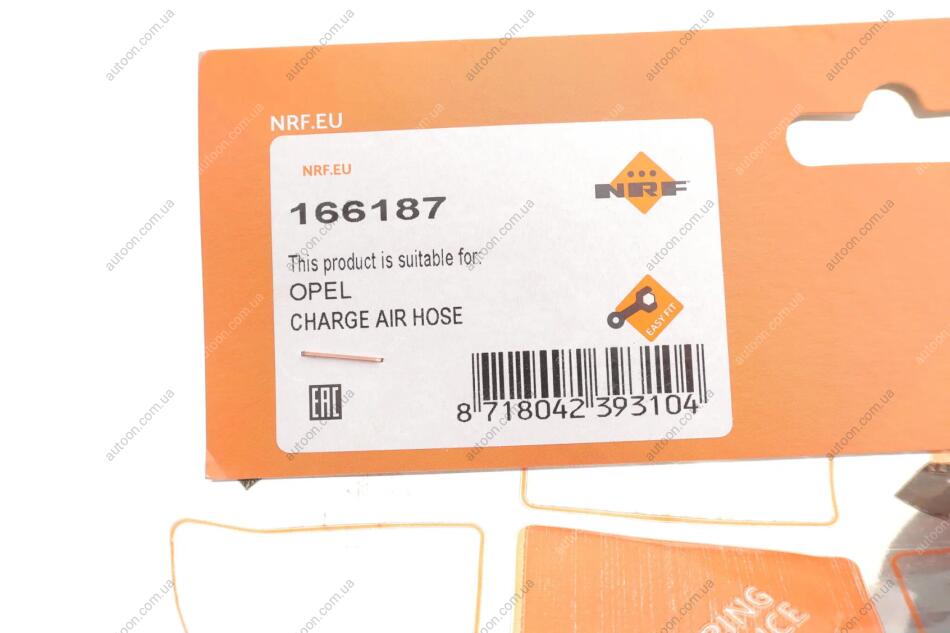 NRF.EU
NRF.EU
NRF
166187
This product is suitable for:
OPEL
CHARGE AIR HOSE
EASY FIT
EAC
8 718042 393104
autoon.com.ua